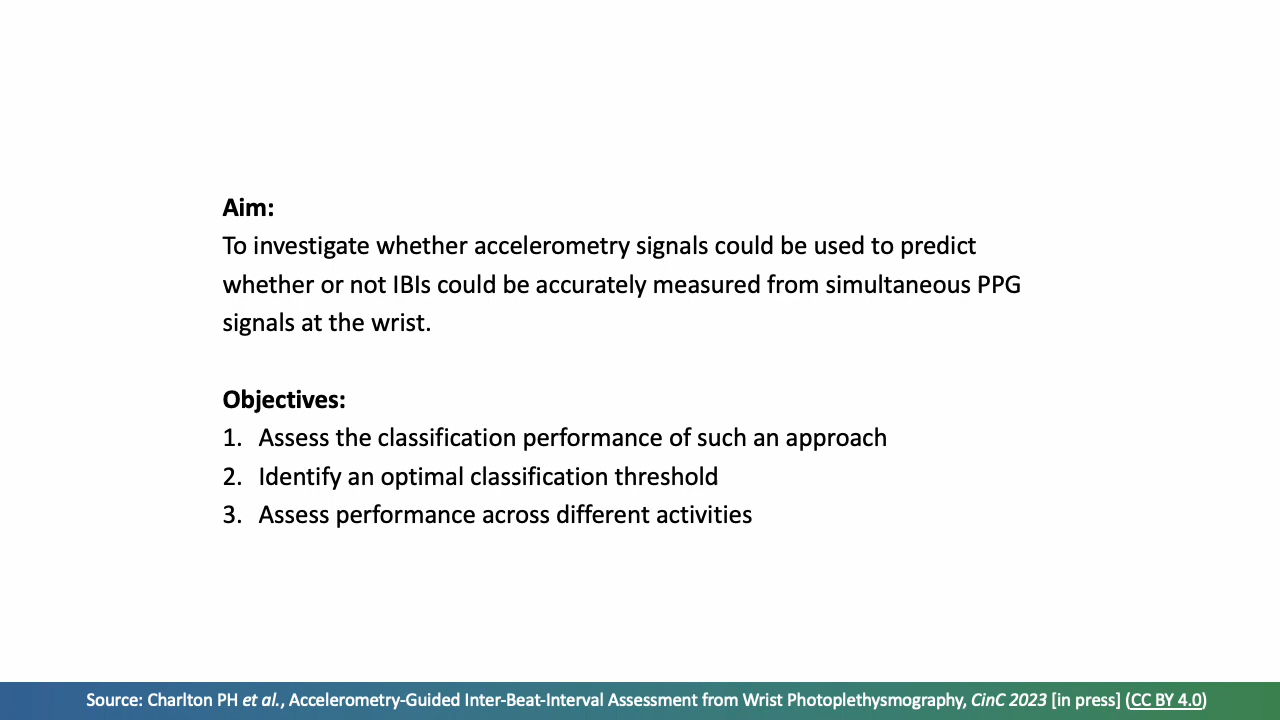 Aim:
To investigate whether accelerometry signals could be used to predict
whether or not IBIs could be accurately measured from simultaneous PPG
signals at the wrist.
Objectives:
1. Assess the classification performance of such an approach
2. Identify an optimal classification threshold
3. Assess performance across different activities
Source: Charlton PH et al., Accelerometry-Guided Inter-Beat-Interval Assessment from Wrist Photoplethysmography, CinC 2023 [in press] (CC BY 4.0)